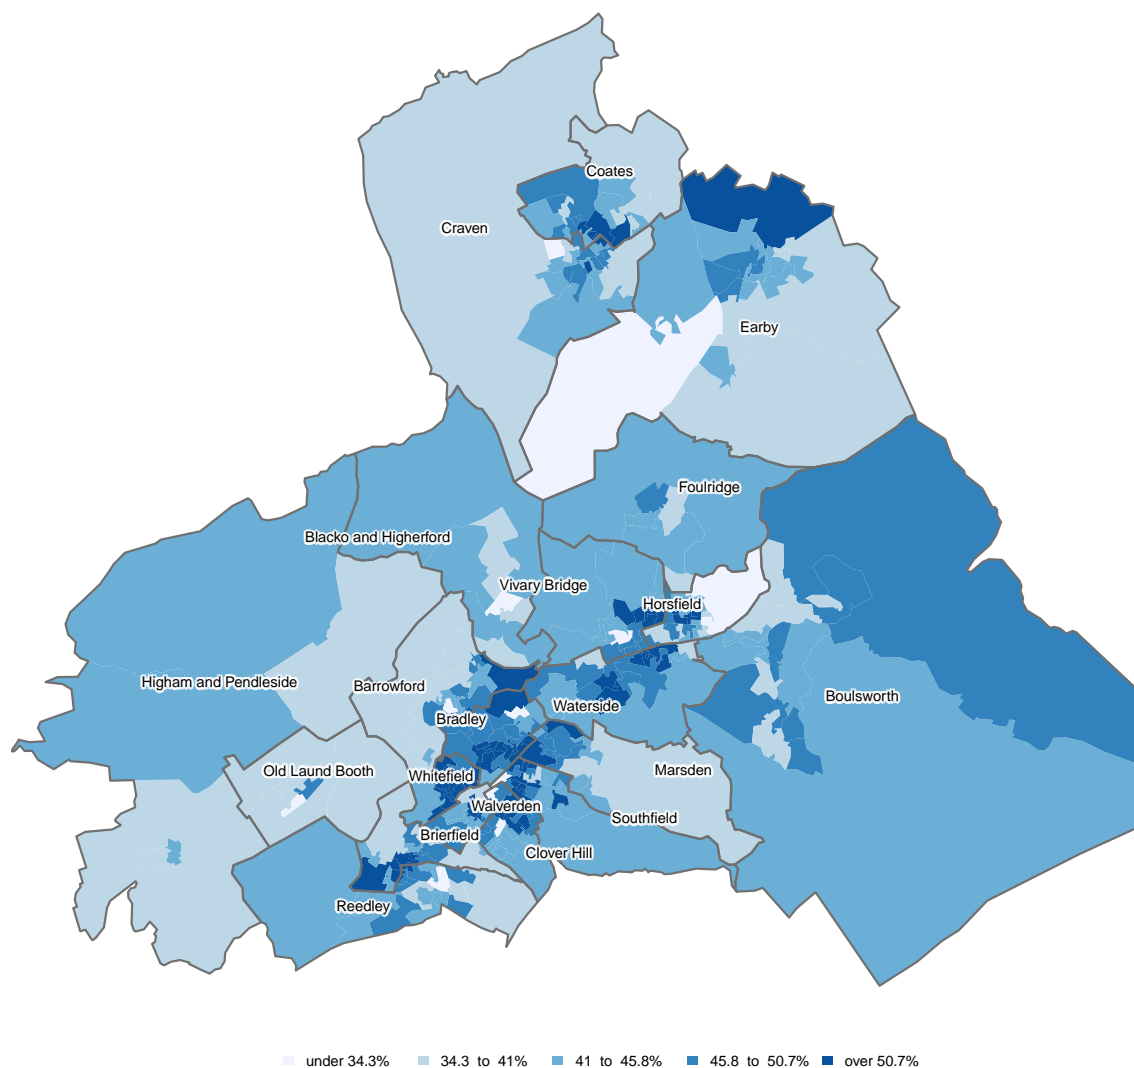 Coates
Craven
Earby
Foulridge
Blacko and Higherford
Vivary Bridge
Horsfield
Higham and Pendleside
Barrowford
Boulsworth
Waterside
Bradley
Old Laund Booth
Whitefield
Marsden
Walverden
Southfield
Brierfield
Clover Hill
Reedley
under 34.3% 34.3 to 41% 41 to 45.8% 45.8 to 50.7% over 50.7%